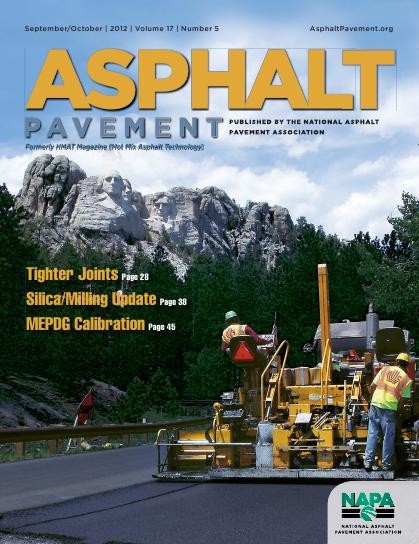 September/October | 2012 | Volume 17 | Number 5
AsphaltPavement.org
ASPHALT
PAVEMENT
PUBLISHED BY THE NATIONAL ASPHALT
PAVEMENT ASSOCIATION
Formerly HMAT Magazine (Hot Mix Asphalt Technology)
Tighter Joints Page 28
Silica/Milling Update Page 38
MEPDG Calibration Page 45
NAPA
NATIONAL ASPHALT
PAVEMENT ASSOCIATION